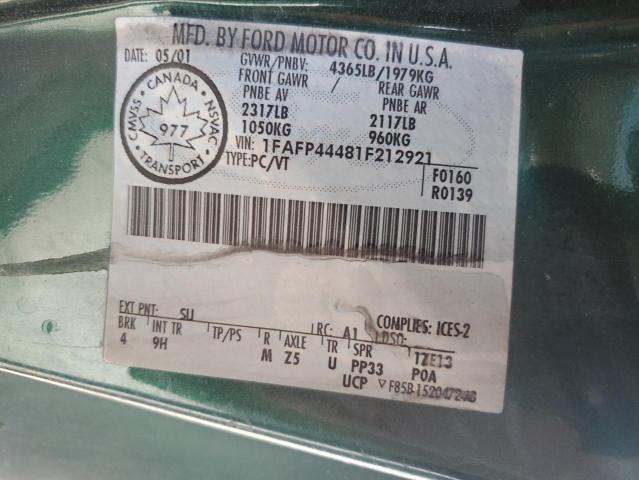 MFD. BY FORD MOTOR CO. IN U.S.A.
DATE: 05/01 GVWR/PNBV: 4365LB/1979KG
FRONT GAWR / REAR GAWR
PNBE AV PNBE AR
2317LB 2117LB
1050KG 960KG
CANADA
CMVSS NSVAC
977
TRANSPORT
VIN: 1FAFP44481F212921
TYPE:PC/VT F0160
R0139
EXT PNT: SU RC: A1 DSO: COMPLIES: ICES-2
BRK INT TR TP/PS R AXLE TR SPR 1ZE13
4 9H M Z5 U PP33 POA
UCP ▽ F85B-15204724-